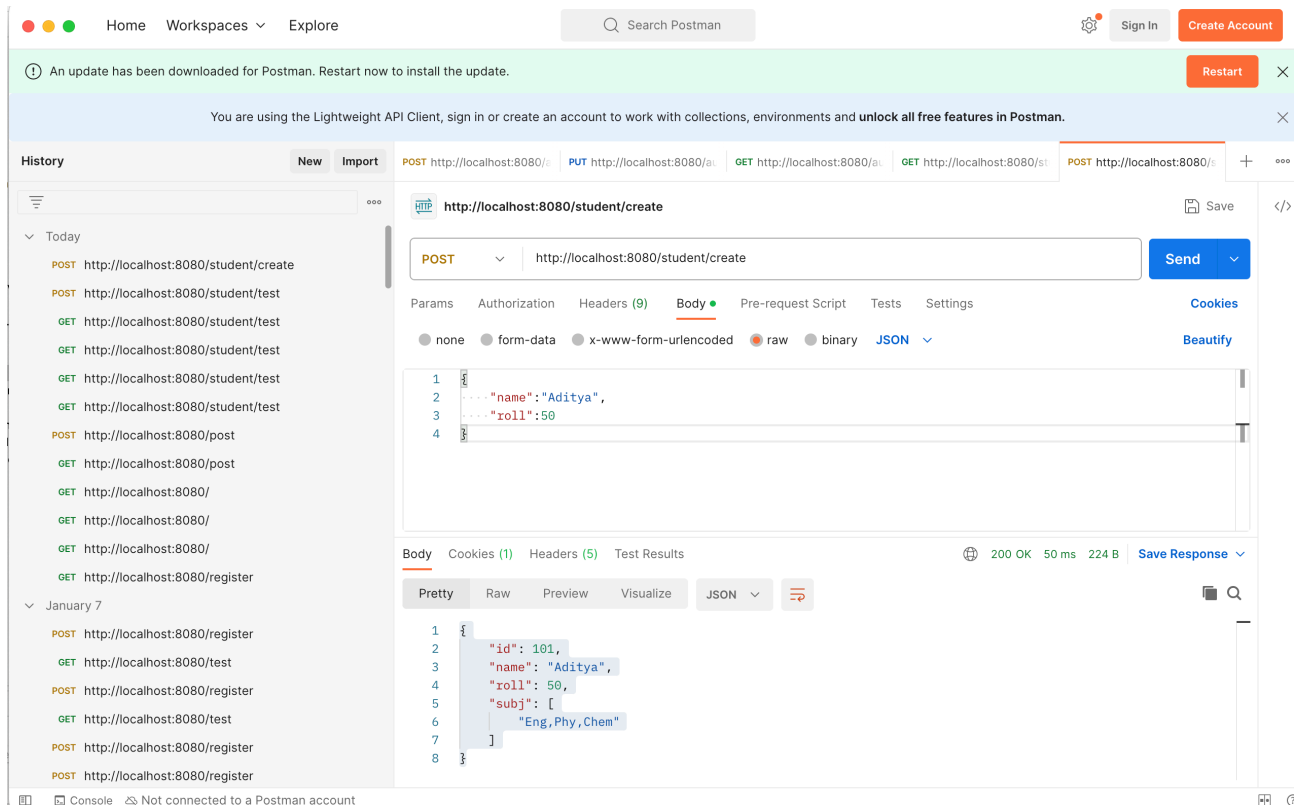 Home Workspaces Explore Search Postman Sign In Create Account
An update has been downloaded for Postman. Restart now to install the update. Restart
You are using the Lightweight API Client, sign in or create an account to work with collections, environments and unlock all free features in Postman.
History New Import
Today
POST http://localhost:8080/student/create
POST http://localhost:8080/student/test
GET http://localhost:8080/student/test
GET http://localhost:8080/student/test
GET http://localhost:8080/student/test
GET http://localhost:8080/student/test
POST http://localhost:8080/post
GET http://localhost:8080/post
GET http://localhost:8080/
GET http://localhost:8080/
GET http://localhost:8080/
GET http://localhost:8080/register
January 7
POST http://localhost:8080/register
GET http://localhost:8080/test
POST http://localhost:8080/register
GET http://localhost:8080/test
POST http://localhost:8080/register
POST http://localhost:8080/register
POST http://localhost:8080/a PUT http://localhost:8080/au GET http://localhost:8080/au GET http://localhost:8080/st POST http://localhost:8080/s
HTTP http://localhost:8080/student/create Save </>
POST http://localhost:8080/student/create Send
Params Authorization Headers (9) Body Pre-request Script Tests Settings Cookies
none form-data x-www-form-urlencoded raw binary JSON Beautify
1 {
2 "name":"Aditya",
3 "roll":50
4 }
Body Cookies (1) Headers (5) Test Results 200 OK 50 ms 224 B Save Response
Pretty Raw Preview Visualize JSON
1 {
2 "id": 101,
3 "name": "Aditya",
4 "roll": 50,
5 "subj": [
6 "Eng,Phy,Chem"
7 ]
8 }
Console Not connected to a Postman account